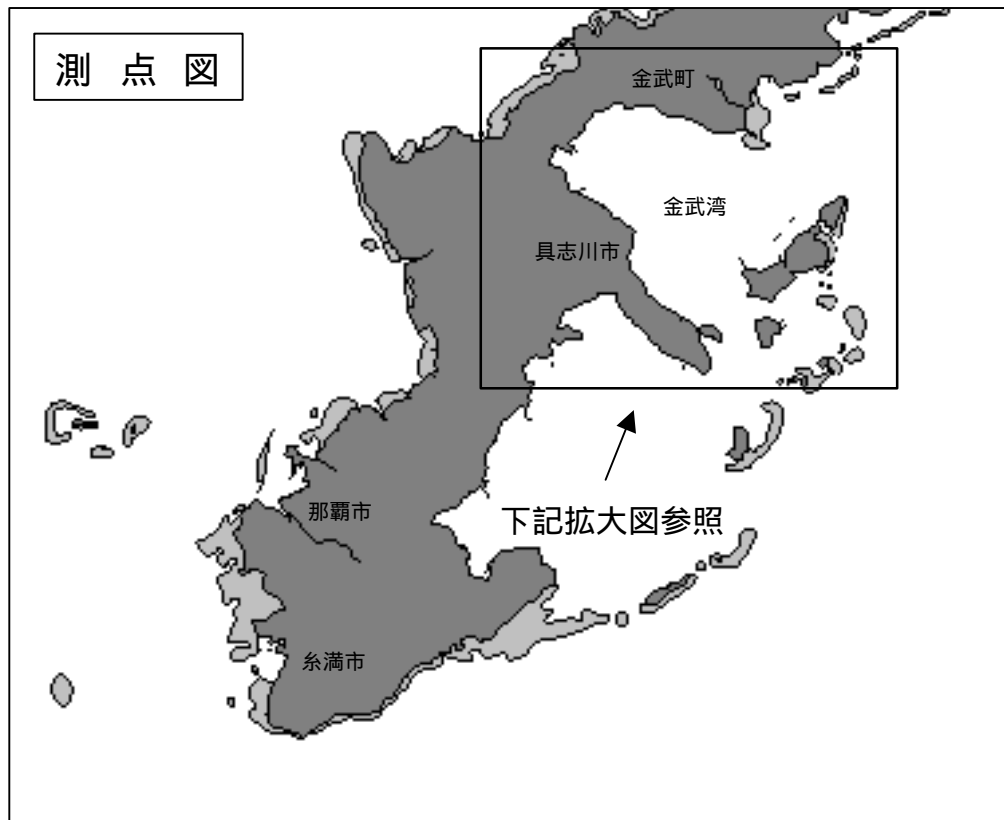 測点図
金武町
金武湾
具志川市
那覇市
下記拡大図参照
糸満市